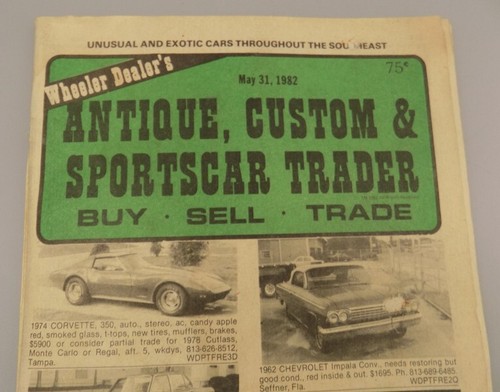 UNUSUAL AND EXOTIC CARS THROUGHOUT THE SOUTHEAST
Wheeler Dealer's
75¢
May 31, 1982
ANTIQUE, CUSTOM &
SPORTSCAR TRADER
BUY · SELL · TRADE
1974 CORVETTE, 350, auto., stereo, ac, candy apple
red, smoked glass, t-tops, new tires, mufflers, brakes,
$5900 or consider partial trade for 1978 Cutlass,
Monte Carlo or Regal, aft. 5, wkdys, 813-626-8512,
Tampa. WDPTFRE3D
1962 CHEVROLET Impala Conv., needs restoring but
good cond., red inside & out. $1695. Ph. 813-689-6485.
Seffner, Fla. WDPTFRE2O